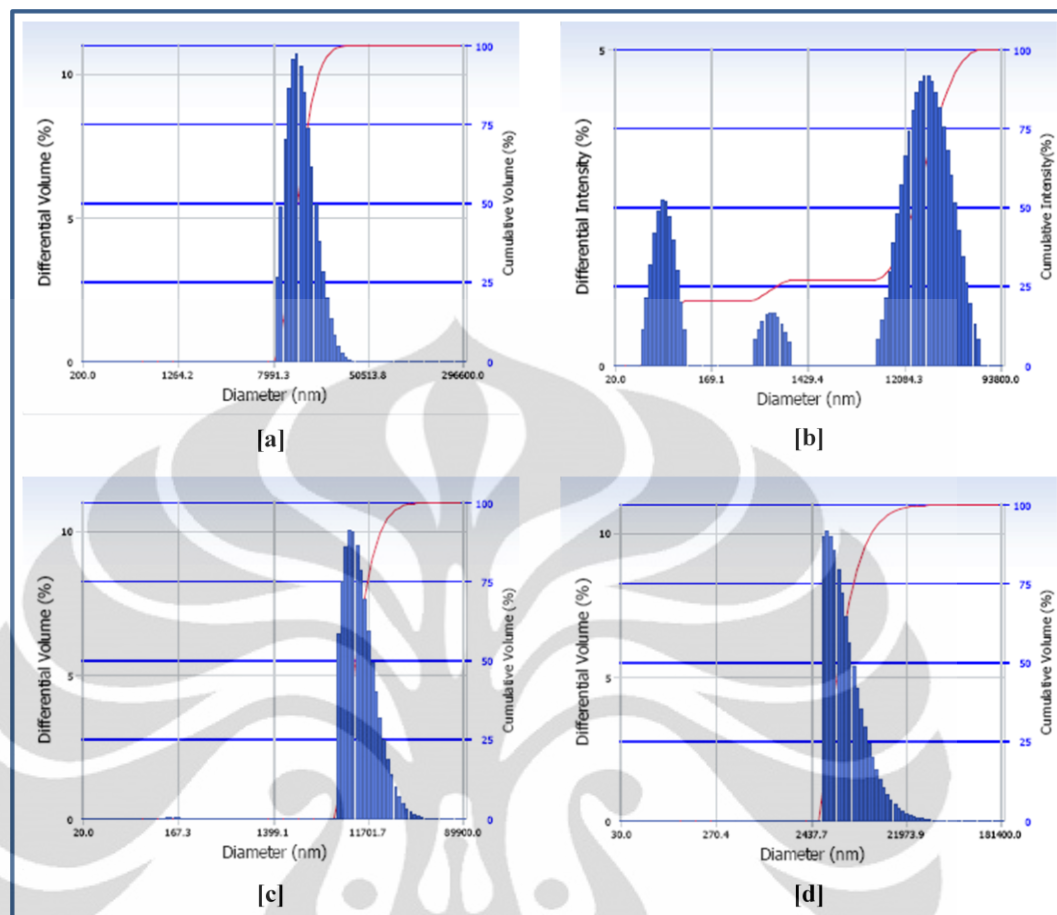 100
10
75
50
5
25
0
0
200.0 1264.2 7991.3 50513.8 296600.0
Differential Volume (%)
Cumulative Volume (%)
Diameter (nm)
[a]
5
100
75
50
25
0
0
20.0 169.1 1429.4 12084.3 93800.0
Differential Intensity (%)
Cumulative Intensity(%)
Diameter (nm)
[b]
100
10
75
50
5
25
0
0
20.0 167.3 1399.1 11701.7 89900.0
Differential Volume (%)
Cumulative Volume (%)
Diameter (nm)
[c]
100
10
75
50
5
25
0
0
30.0 270.4 2437.7 21973.9 181400.0
Differential Volume (%)
Cumulative Volume (%)
Diameter (nm)
[d]